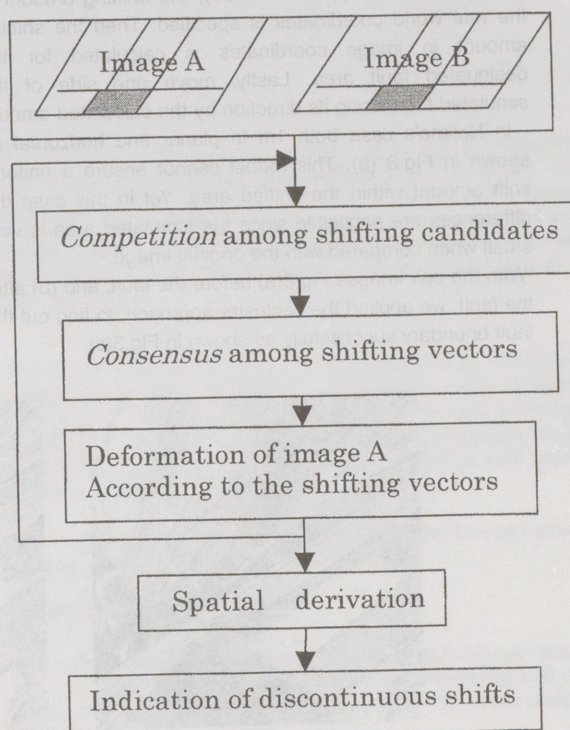 Image A
Image B
Competition among shifting candidates
Consensus among shifting vectors
Deformation of image A
According to the shifting vectors
Spatial derivation
Indication of discontinuous shifts